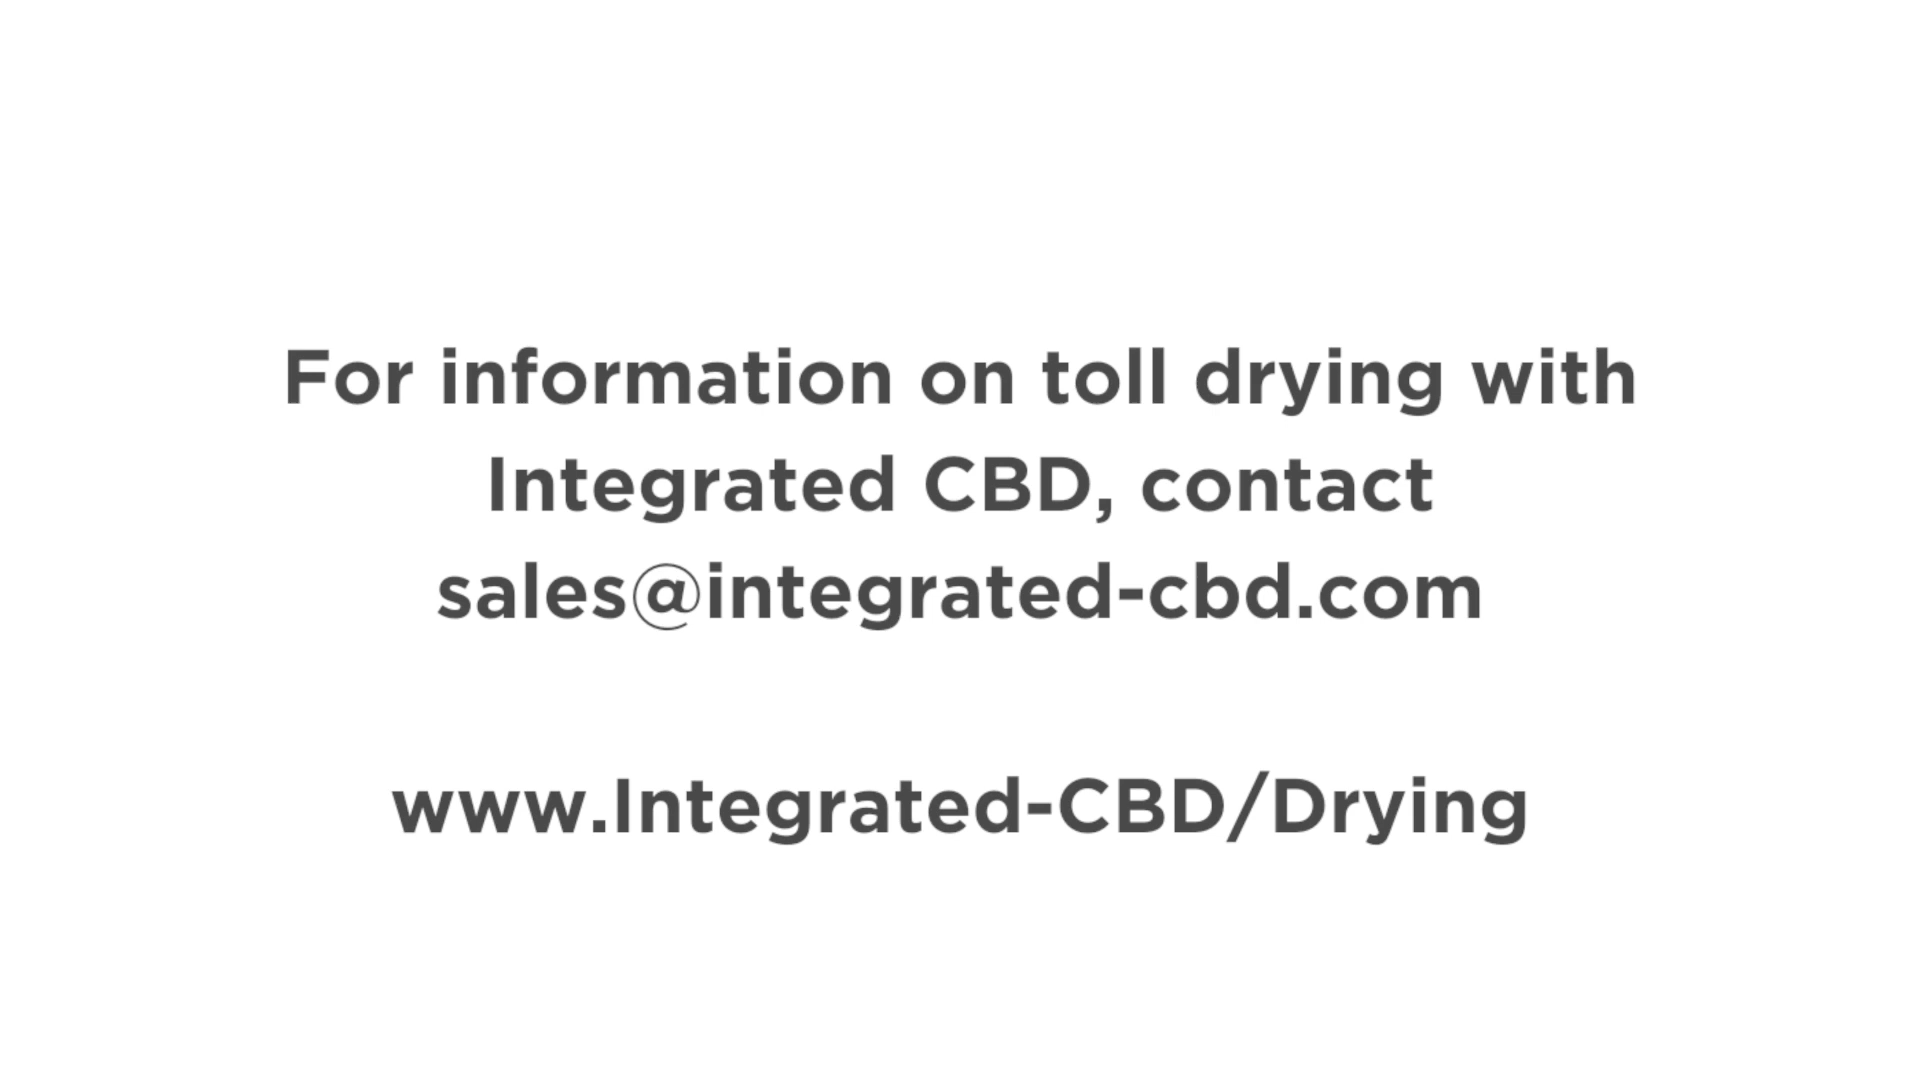 For information on toll drying with
Integrated CBD, contact
sales@integrated-cbd.com
www.Integrated-CBD/Drying